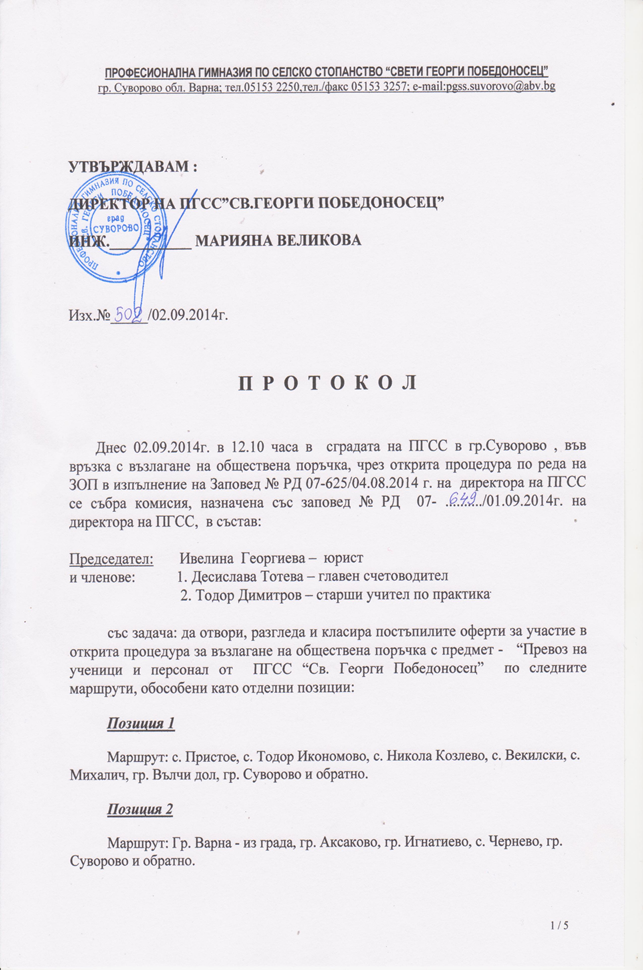 ПРОФЕСИОНАЛНА ГИМНАЗИЯ ПО СЕЛСКО СТОПАНСТВО “СВЕТИ ГЕОРГИ ПОБЕДОНОСЕЦ”
гр. Суворово обл. Варна; тел.05153 2250,тел./факс 05153 3257; e-mail:pgss.suvorovo@abv.bg
УТВЪРЖДАВАМ :
ДИРЕКТОР НА ПГСС”СВ.ГЕОРГИ ПОБЕДОНОСЕЦ”
град
СУВОРОВО
ИНЖ.__________ МАРИЯНА ВЕЛИКОВА
Изх.№ 502 /02.09.2014г.
П Р О Т О К О Л
Днес 02.09.2014г. в 12.10 часа в сградата на ПГСС в гр.Суворово , във
връзка с възлагане на обществена поръчка, чрез открита процедура по реда на
ЗОП в изпълнение на Заповед № РД 07-625/04.08.2014 г. на директора на ПГСС
се събра комисия, назначена със заповед № РД 07- 649/01.09.2014г. на
директора на ПГСС, в състав:
Председател: Ивелина Георгиева – юрист
и членове: 1. Десислава Тотева – главен счетоводител
2. Тодор Димитров – старши учител по практика
със задача: да отвори, разгледа и класира постъпилите оферти за участие в
открита процедура за възлагане на обществена поръчка с предмет - “Превоз на
ученици и персонал от ПГСС “Св. Георги Победоносец” по следните
маршрути, обособени като отделни позиции:
Позиция 1
Маршрут: с. Пристое, с. Тодор Икономово, с. Никола Козлево, с. Векилски, с.
Михалич, гр. Вълчи дол, гр. Суворово и обратно.
Позиция 2
Маршрут: Гр. Варна - из града, гр. Аксаково, гр. Игнатиево, с. Чернево, гр.
Суворово и обратно.
1 / 5